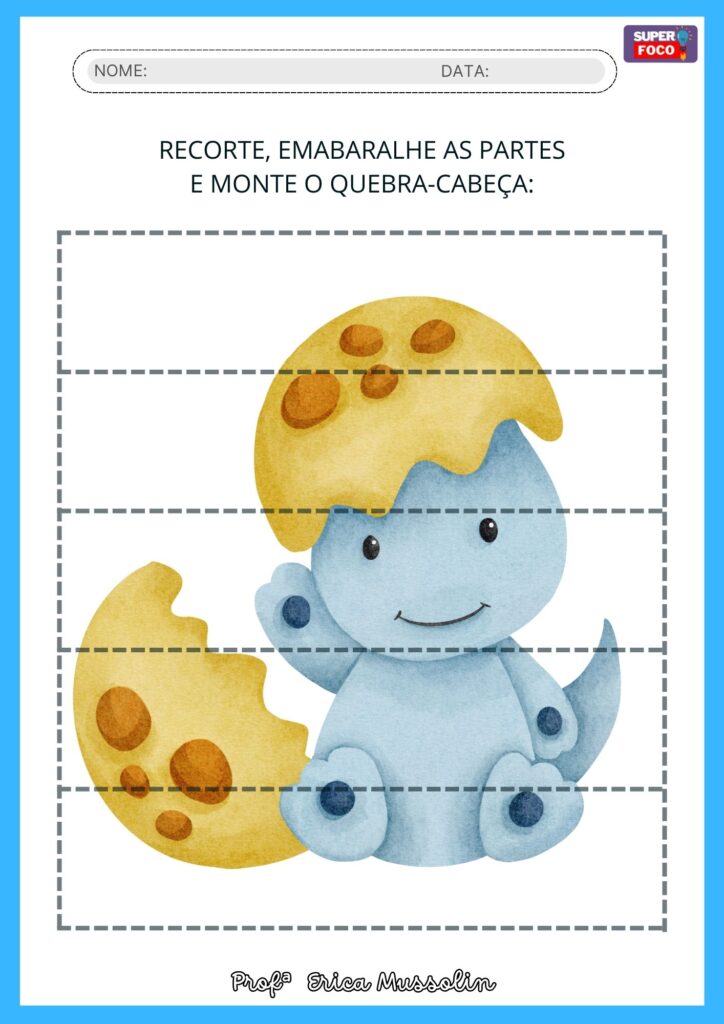 SUPER
FOCO
NOME: DATA:
RECORTE, EMABARALHE AS PARTES
E MONTE O QUEBRA-CABEÇA:
Profª Erica Mussolin